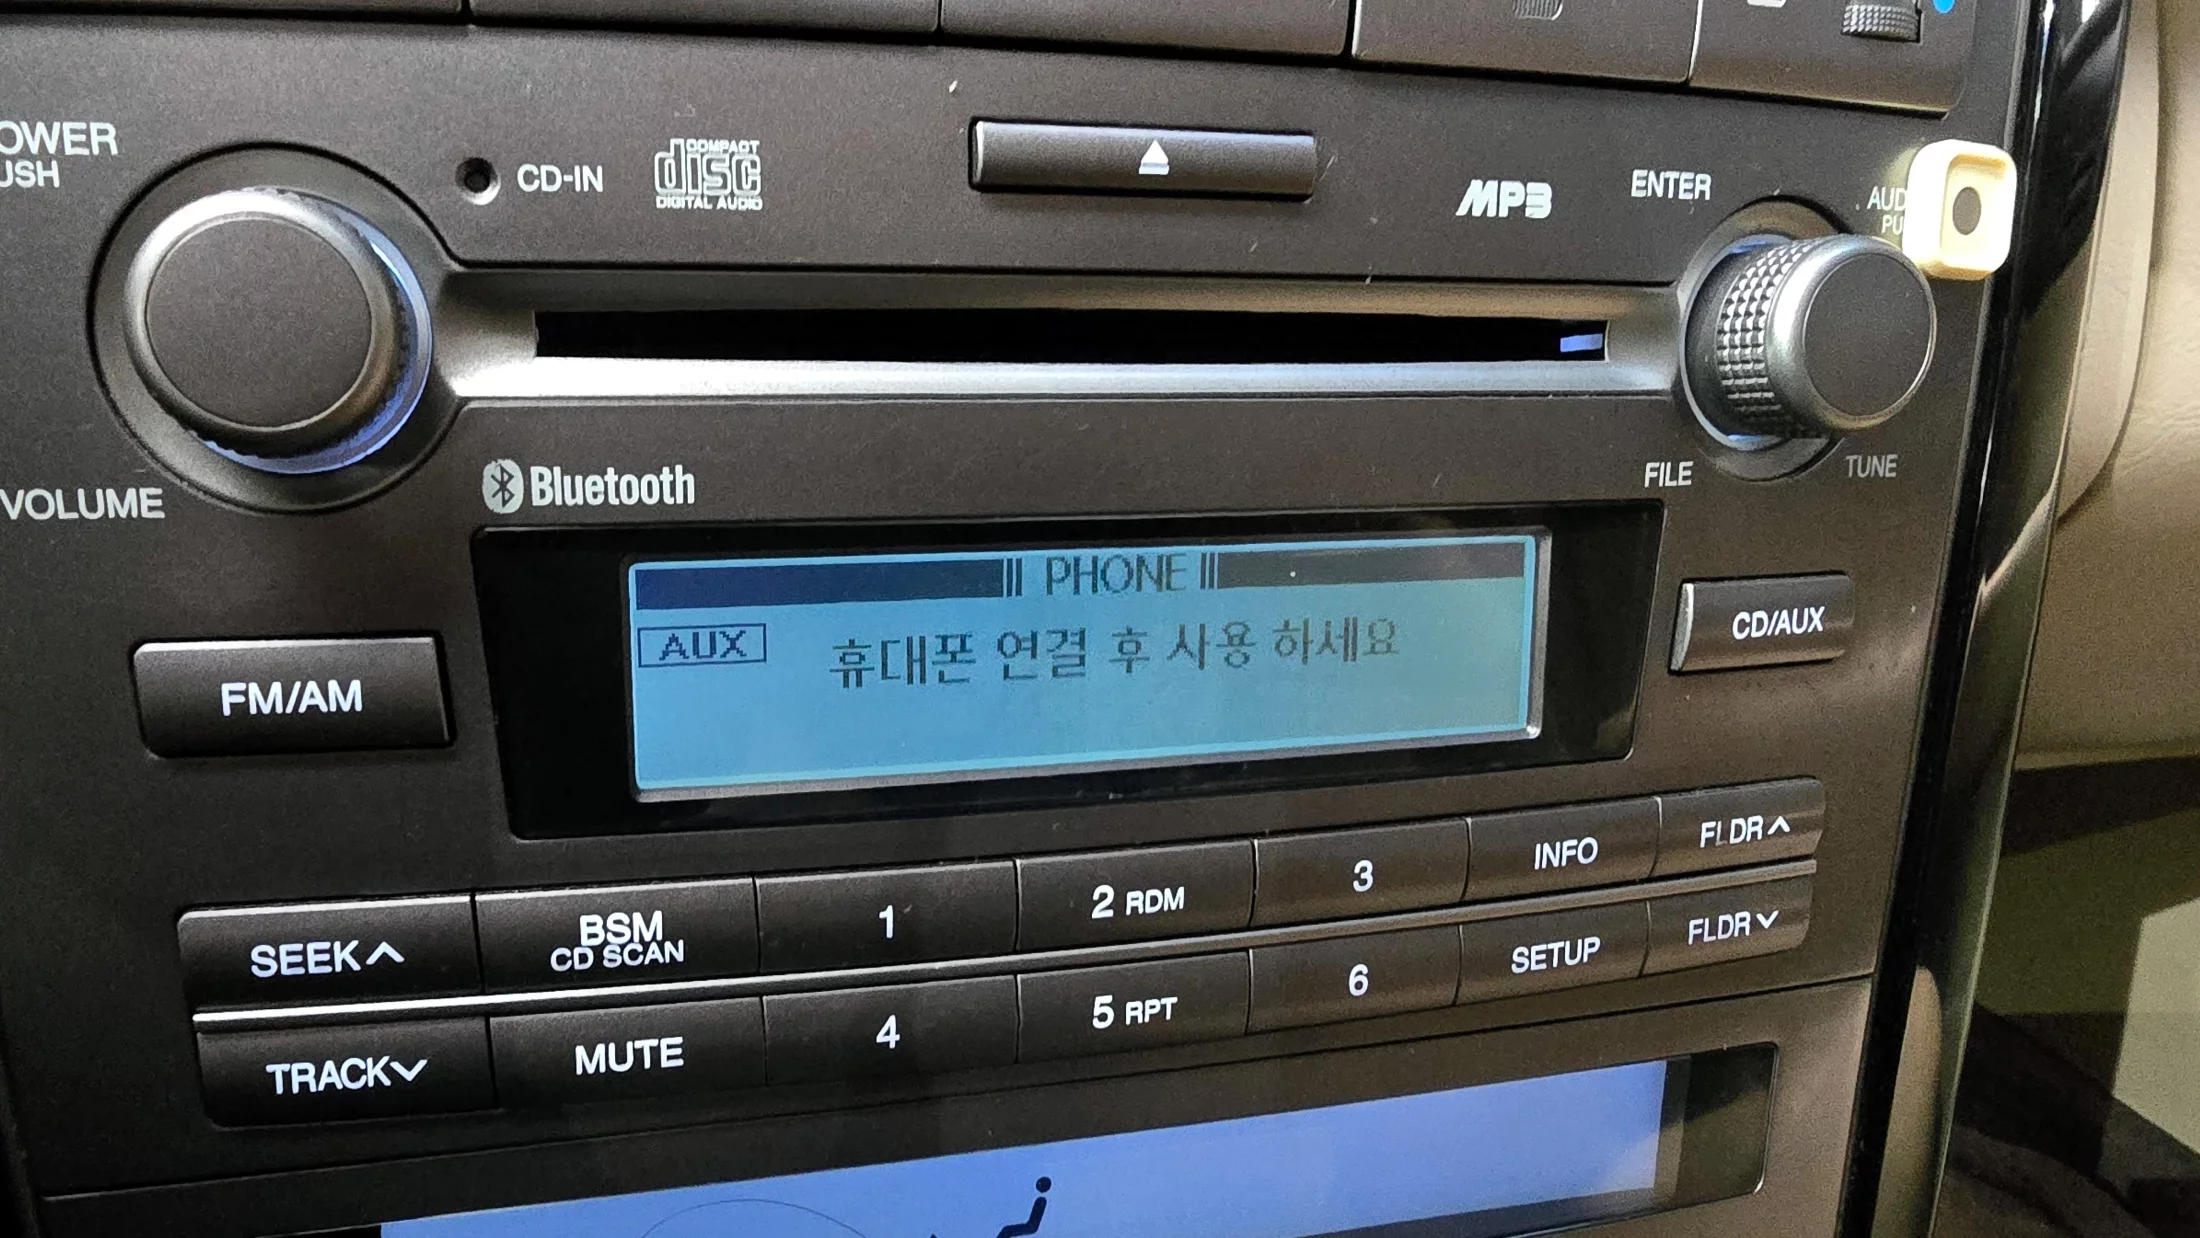 OWER
USH
CD-IN
COMPACT
disc
DIGITAL AUDIO
MP3
ENTER
AUD
PU
VOLUME
Bluetooth
FILE
TUNE
PHONE
AUX
휴대폰 연결 후 사용 하세요
FM/AM
CD/AUX
SEEK
BSM
CD SCAN
1
2 RDM
3
INFO
FLDR
TRACK
MUTE
4
5 RPT
6
SETUP
FLDR